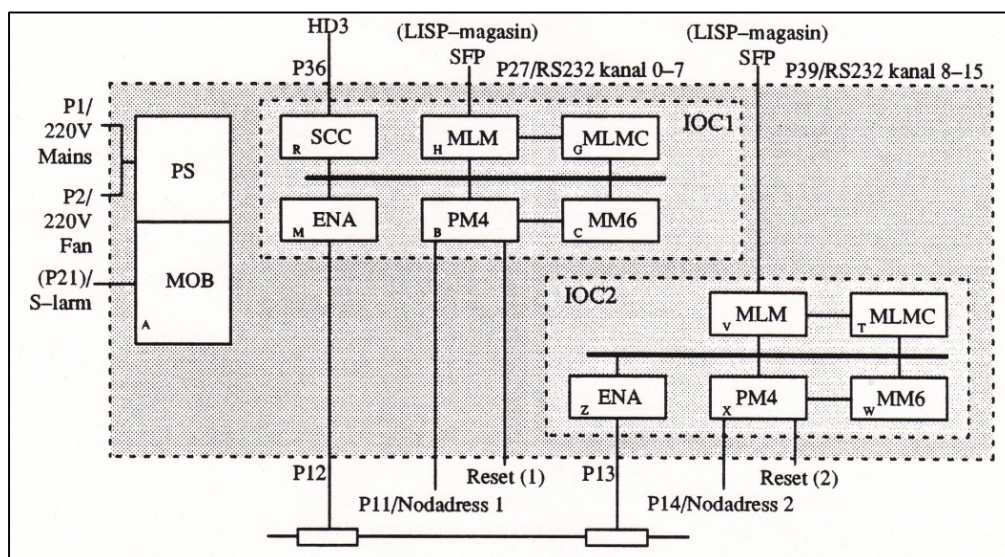 HD3
(LISP–magasin)
SFP
(LISP–magasin)
SFP
P36
P27/RS232 kanal 0–7
P39/RS232 kanal 8–15
P1/
220V
Mains
P2/
220V
Fan
(P21)/
S–larm
PS
MOB
A
IOC1
SCC
R
MLM
H
MLMC
G
ENA
M
PM4
B
MM6
C
IOC2
MLM
V
MLMC
T
ENA
Z
PM4
X
MM6
W
P12
Reset (1)
P13
Reset (2)
P11/Nodadress 1
P14/Nodadress 2